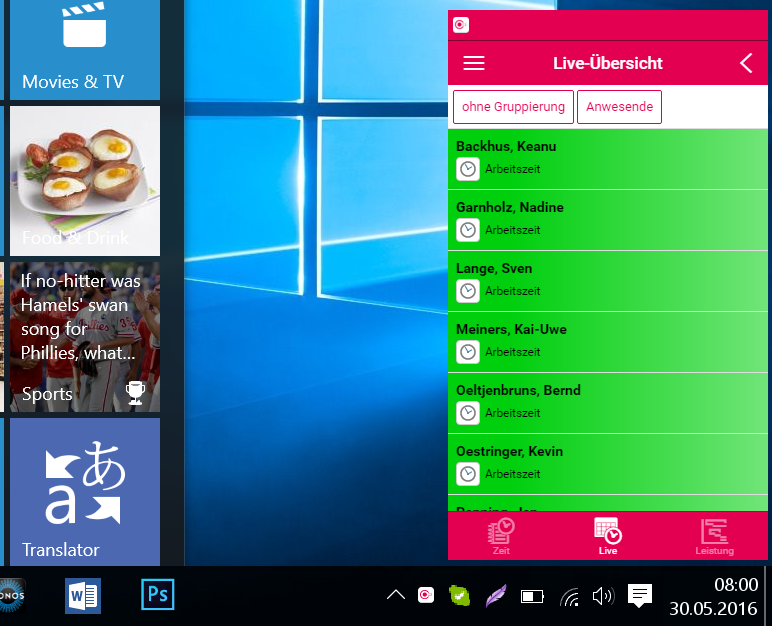 Movies & TV
Food & Drink
If no-hitter was
Hamels' swan
song for
Phillies, what...
Sports
a あ
Translator
Live-Übersicht
ohne Gruppierung
Anwesende
Backhus, Keanu
Arbeitszeit
Garnholz, Nadine
Arbeitszeit
Lange, Sven
Arbeitszeit
Meiners, Kai-Uwe
Arbeitszeit
Oeltjenbruns, Bernd
Arbeitszeit
Oestringer, Kevin
Arbeitszeit
Zeit
Live
Leistung
W
Ps
08:00
30.05.2016